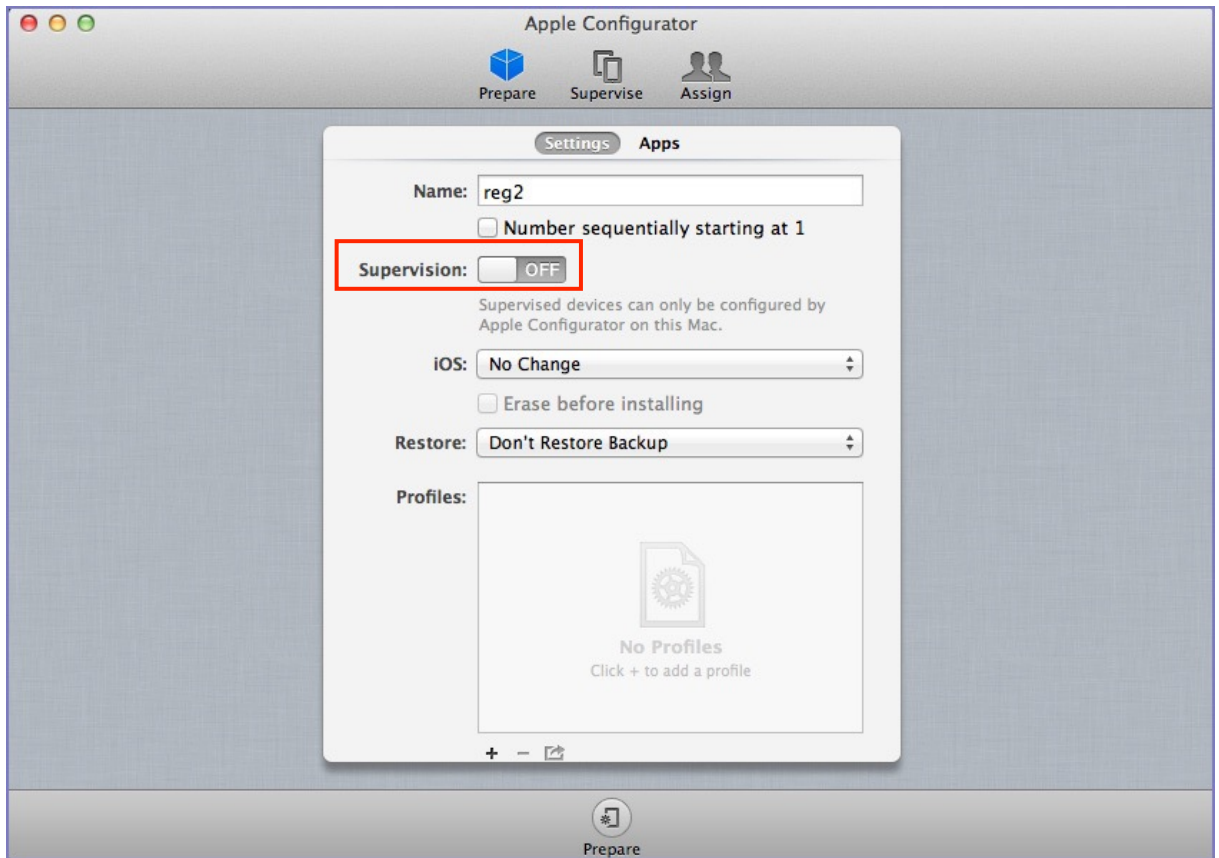 Apple Configurator
Prepare Supervise Assign
Settings Apps
Name: reg2
Number sequentially starting at 1
Supervision: OFF
Supervised devices can only be configured by
Apple Configurator on this Mac.
iOS: No Change
Erase before installing
Restore: Don't Restore Backup
Profiles:
No Profiles
Click + to add a profile
+ −
Prepare